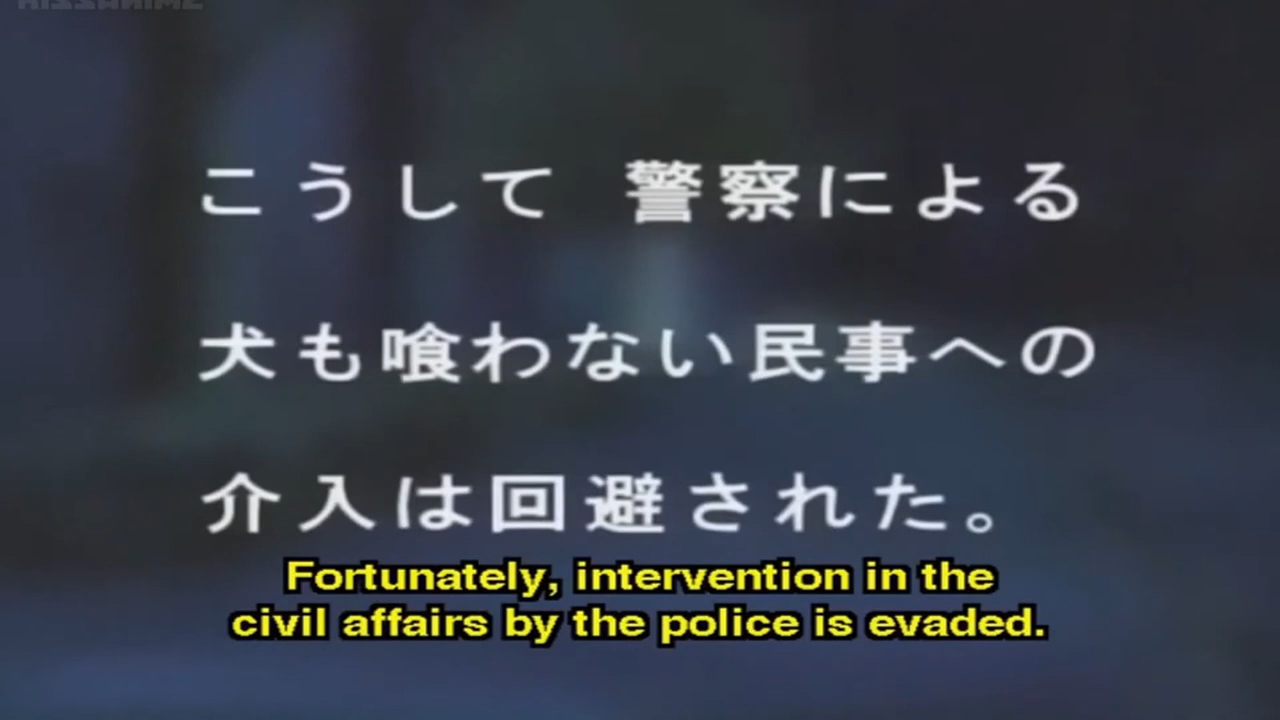 KISSANIME
こうして 警察による
犬も喰わない民事への
介入は回避された。
Fortunately, intervention in the
civil affairs by the police is evaded.